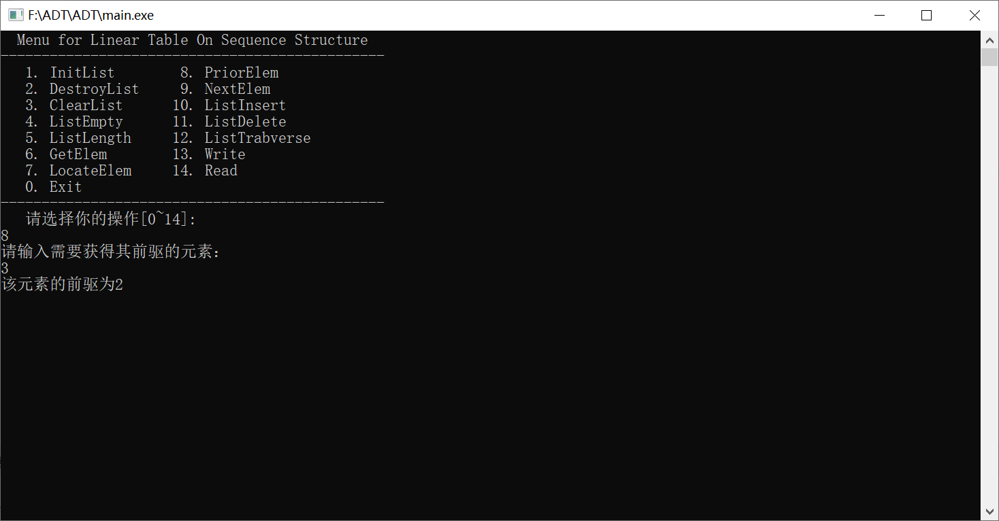 F:\ADT\ADT\main.exe
Menu for Linear Table On Sequence Structure
-----------------------------------------------
1. InitList 8. PriorElem
2. DestroyList 9. NextElem
3. ClearList 10. ListInsert
4. ListEmpty 11. ListDelete
5. ListLength 12. ListTrabverse
6. GetElem 13. Write
7. LocateElem 14. Read
0. Exit
-----------------------------------------------
请选择你的操作[0~14]:
8
请输入需要获得其前驱的元素：
3
该元素的前驱为2